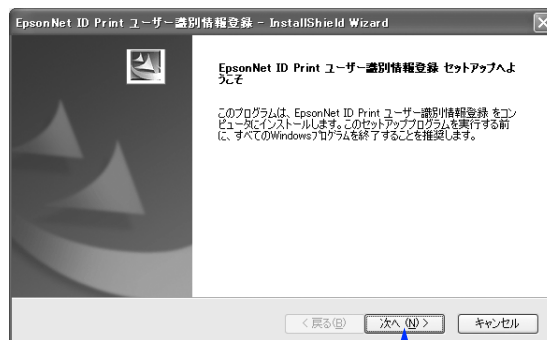 EpsonNet ID Print ユーザー識別情報登録 - InstallShield Wizard
EpsonNet ID Print ユーザー識別情報登録 セットアップへよ
うこそ
このプログラムは、EpsonNet ID Print ユーザー識別情報登録 をコン
ピュータにインストールします。このセットアッププログラムを実行する前
に、すべてのWindowsプログラムを終了することを推奨します。
< 戻る(B)
次へ (N) >
キャンセル